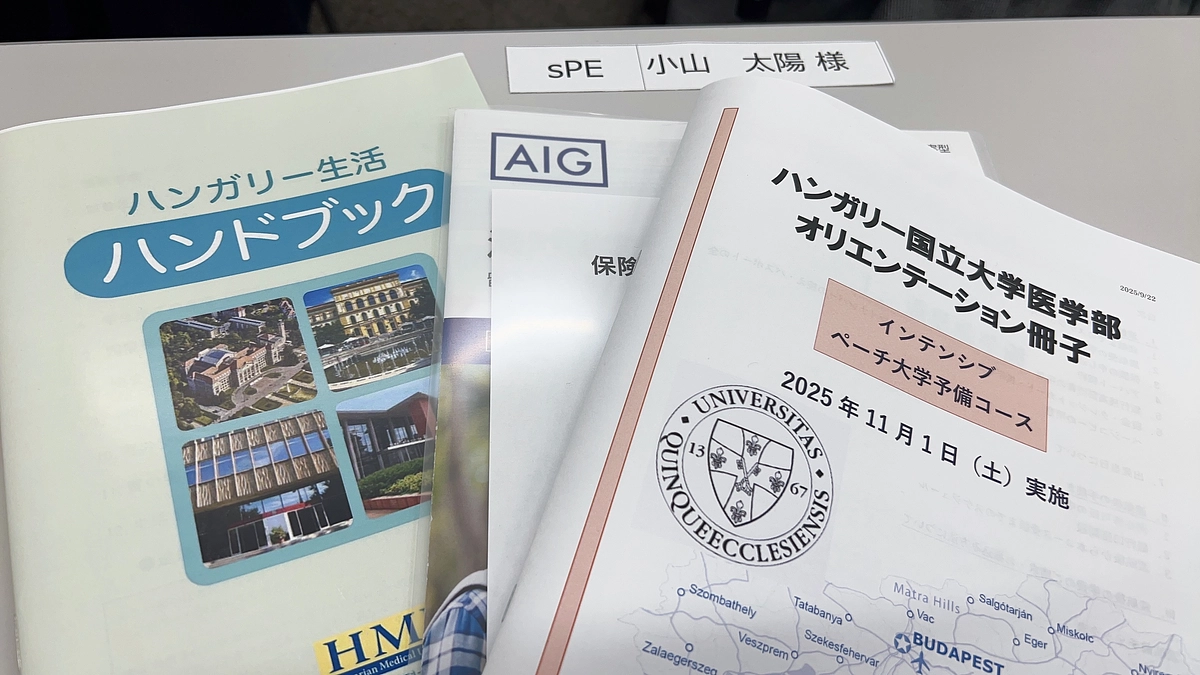 sPE 小山 太陽 様
ハンガリー生活
ハンドブック
HM
arian Medical
AIG
保険
ハンガリー国立大学医学部
オリエンテーション冊子
2025/9/22
インテンシブ
ペーチ大学予備コース
2025 年 11 月 1 日（土）実施
UNIVERSITAS
13 67
QUINQUEECCLESIENSIS
Szombathely
Tatabanya
Matra Hills
Salgótarján
Vac
Miskolc
Eger
BUDAPEST
Veszprem
Szekesfehervar
Zalaegerszeg
Nyire